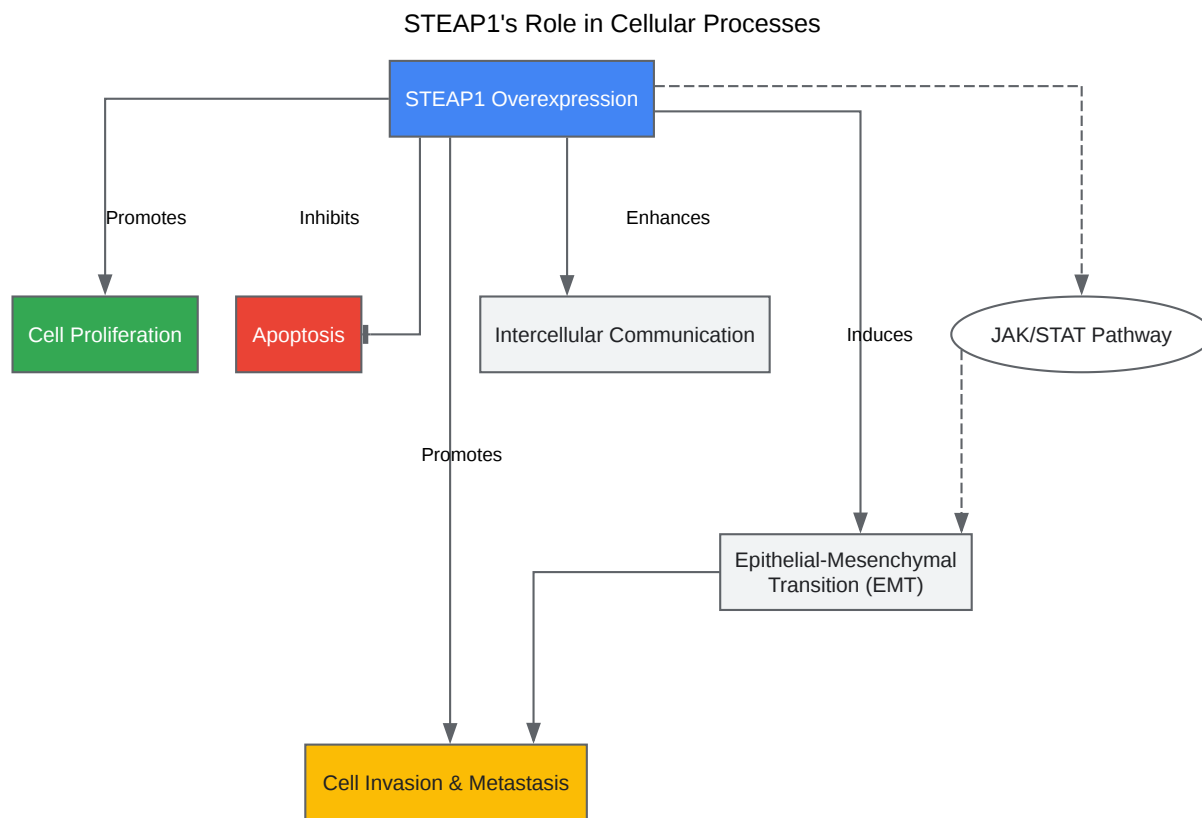 STEAP1's Role in Cellular Processes
STEAP1 Overexpression
Promotes
Inhibits
Enhances
Cell Proliferation
Apoptosis
Intercellular Communication
Induces
JAK/STAT Pathway
Promotes
Epithelial-Mesenchymal
Transition (EMT)
Cell Invasion & Metastasis